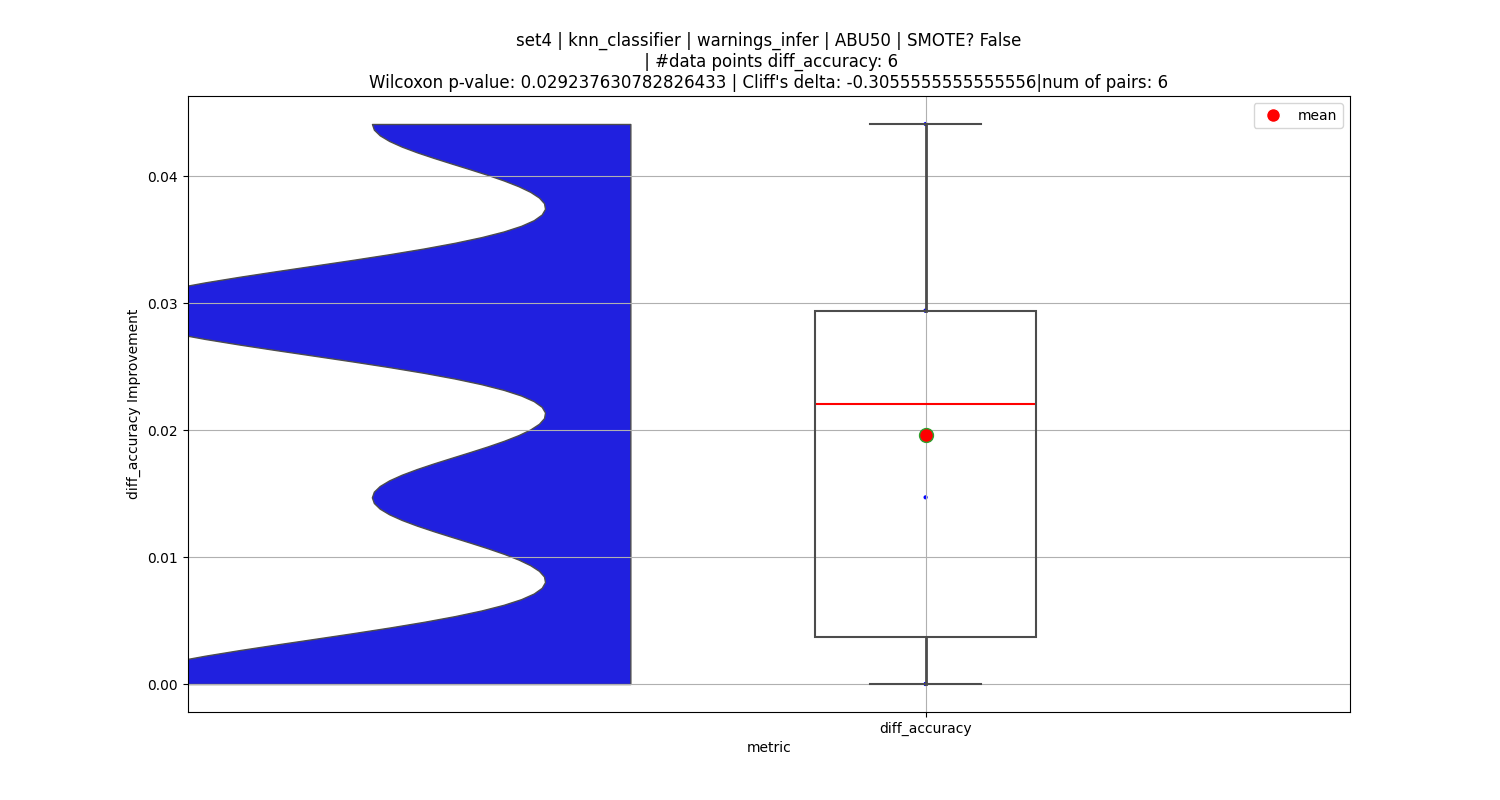 set4 | knn_classifier | warnings_infer | ABU50 | SMOTE? False
| #data points diff_accuracy: 6
Wilcoxon p-value: 0.029237630782826433 | Cliff's delta: -0.3055555555555556|num of pairs: 6
mean
0.04
0.03
0.02
0.01
0.00
diff_accuracy Improvement
diff_accuracy
metric